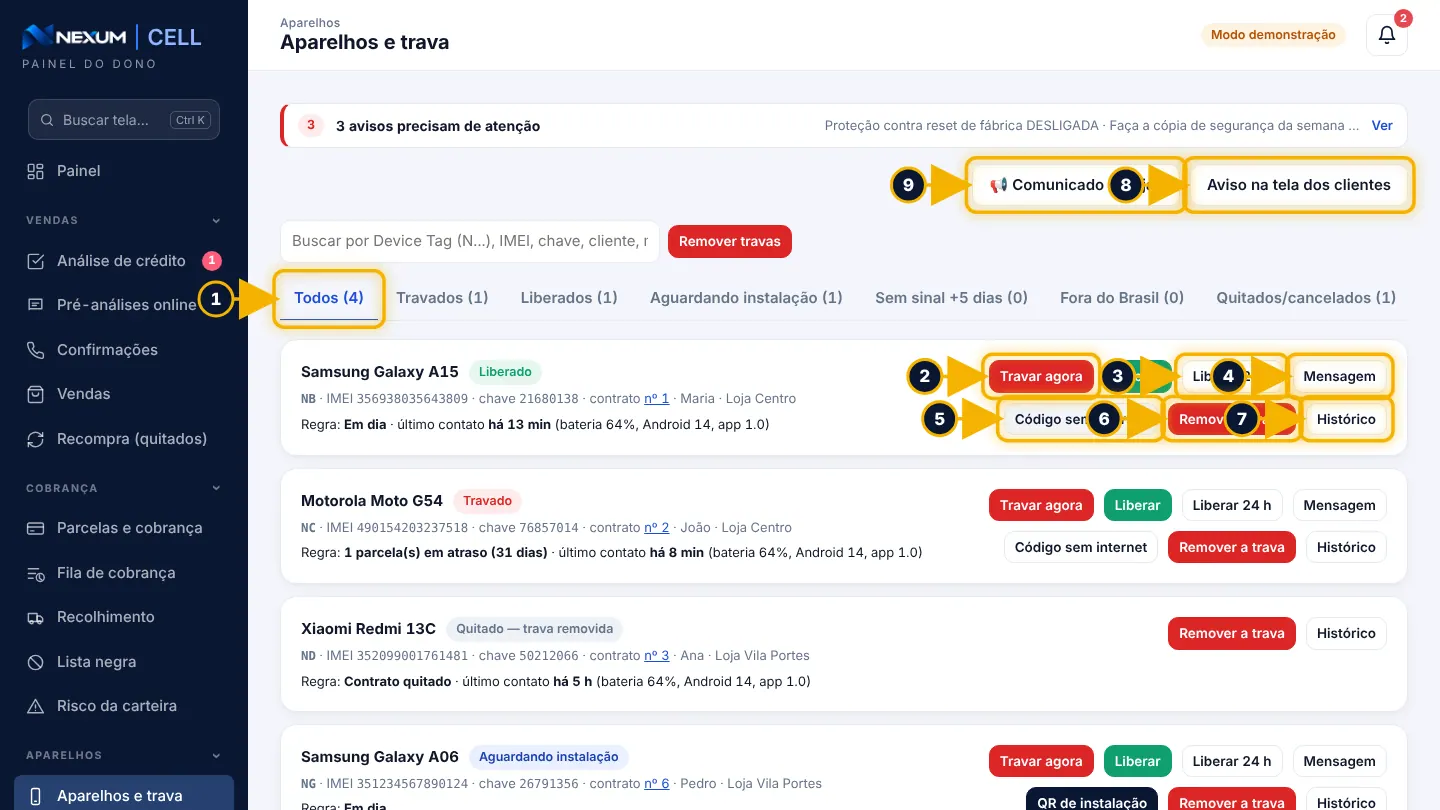 NEXUM | CELL
PAINEL DO DONO
Buscar tela... Ctrl K
Painel
VENDAS
Análise de crédito 1
Pré-análises online
Confirmações
Vendas
Recompra (quitados)
COBRANÇA
Parcelas e cobrança
Fila de cobrança
Recolhimento
Lista negra
Risco da carteira
APARELHOS
Aparelhos e trava
Aparelhos
Aparelhos e trava
Modo demonstração
2
3 3 avisos precisam de atenção Proteção contra reset de fábrica DESLIGADA · Faça a cópia de segurança da semana ... Ver
9 📢 Comunicado 8 Aviso na tela dos clientes
Buscar por Device Tag (N...), IMEI, chave, cliente, Remover travas
1 Todos (4) Travados (1) Liberados (1) Aguardando instalação (1) Sem sinal +5 dias (0) Fora do Brasil (0) Quitados/cancelados (1)
Samsung Galaxy A15 Liberado
2 Travar agora 3 4 Mensagem
NB · IMEI 356938035643809 · chave 21680138 · contrato nº 1 · Maria · Loja Centro
Regra: Em dia · último contato há 13 min (bateria 64%, Android 14, app 1.0)
5 Código 6 7 Histórico
Motorola Moto G54 Travado
Travar agora Liberar Liberar 24 h Mensagem
NC · IMEI 490154203237518 · chave 76857014 · contrato nº 2 · João · Loja Centro
Regra: 1 parcela(s) em atraso (31 dias) · último contato há 8 min (bateria 64%, Android 14, app 1.0)
Código sem internet Remover a trava Histórico
Xiaomi Redmi 13C Quitado — trava removida
Remover a trava Histórico
ND · IMEI 352099001761481 · chave 50212066 · contrato nº 3 · Ana · Loja Vila Portes
Regra: Contrato quitado · último contato há 5 h (bateria 64%, Android 14, app 1.0)
Samsung Galaxy A06 Aguardando instalação
Travar agora Liberar Liberar 24 h Mensagem
NG · IMEI 351234567890124 · chave 26791356 · contrato nº 6 · Pedro · Loja Vila Portes
Regra: Em dia
QR de instalação Remover a trava Histórico